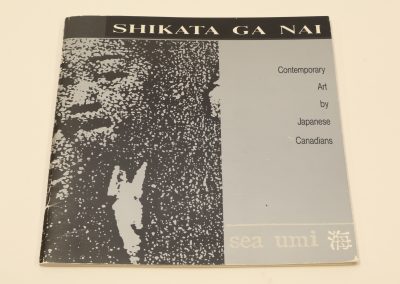 SHIKATA GA NAI
Contemporary
Art
by
Japanese
Canadians
sea umi 海